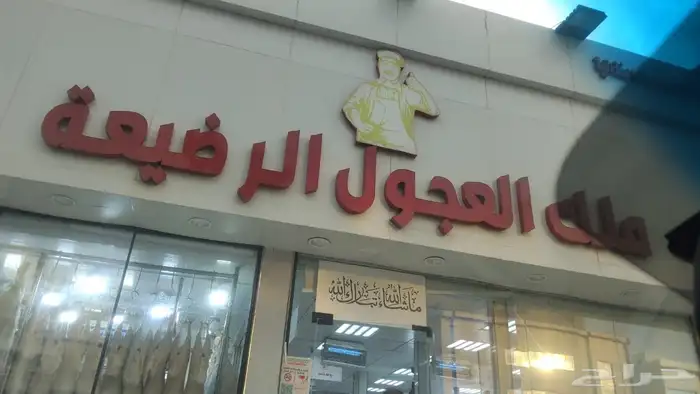 ملك العجول الرضيعة
ما شاء الله تبارك الله
حراج